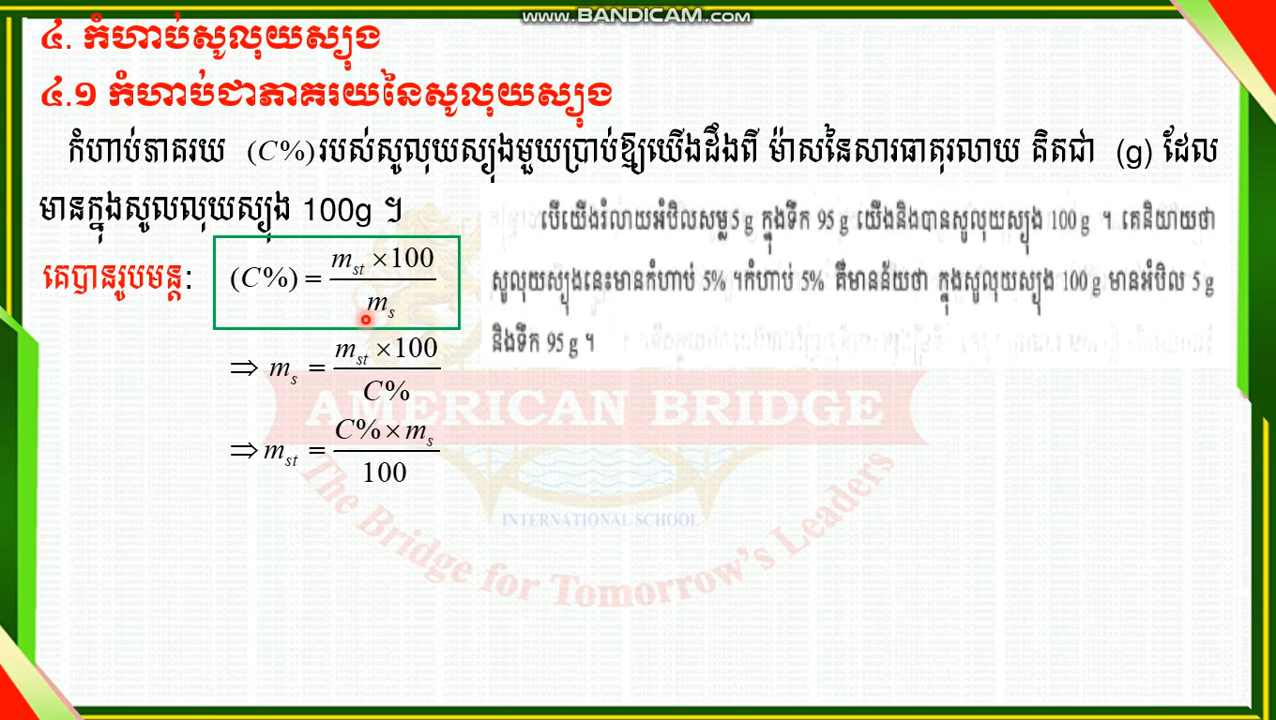 www.BANDICAM.com
៤. កំហាប់សូលុយស្យុង
៤.១ កំហាប់ជាភាគរយនៃសូលុយស្យុង
កំហាប់ភាគរយ (C%) របស់សូលុយស្យុងមួយប្រាប់ឱ្យយើងដឹងពី ម៉ាសនៃសារធាតុរលាយ គិតជា (g) ដែល
មានក្នុងសូលលុយស្យុង 100g ។
បើយើងរំលាយអំបិលសម្ល 5 g ក្នុងទឹក 95 g យើងនិងបានសូលុយស្យុង 100 g ។ គេនិយាយថា
សូលុយស្យុងនេះមានកំហាប់ 5% ។កំហាប់ 5% គឺមានន័យថា ក្នុងសូលុយស្យុង 100 g មានអំបិល 5 g
និងទឹក 95 g ។
គេបានរូបមន្ត: (C%) = m_st × 100 / m_s
⇒ m_s = m_st × 100 / C%
⇒ m_st = C% × m_s / 100
AMERICAN BRIDGE
INTERNATIONAL SCHOOL
The Bridge for Tomorrow's Leaders